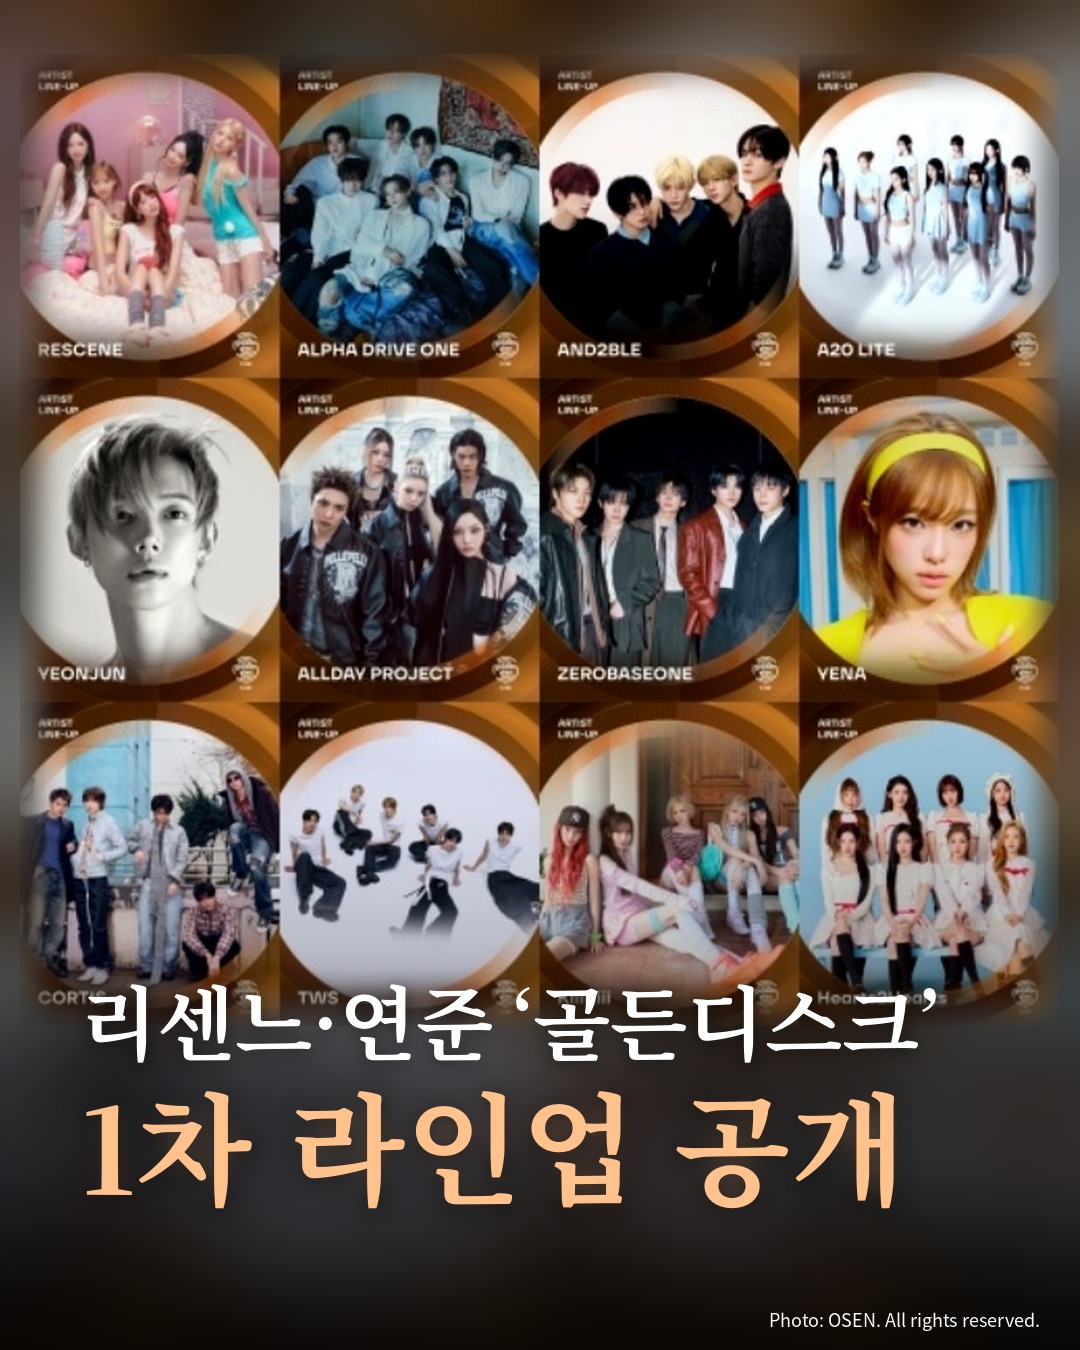 ARTIST
LINE-UP
RESCENE
ARTIST
LINE-UP
ALPHA DRIVE ONE
ARTIST
LINE-UP
AND2BLE
ARTIST
LINE-UP
A2O LITE
ARTIST
LINE-UP
YEONJUN
ARTIST
LINE-UP
ALLDAY PROJECT
ARTIST
LINE-UP
ZEROBASEONE
ARTIST
LINE-UP
YENA
ARTIST
LINE-UP
CORTIS
ARTIST
LINE-UP
TWS
ARTIST
LINE-UP
ARTIST
LINE-UP
Hearts2Hearts
리센느·연준 ‘골든디스크’
1차 라인업 공개
Photo: OSEN. All rights reserved.